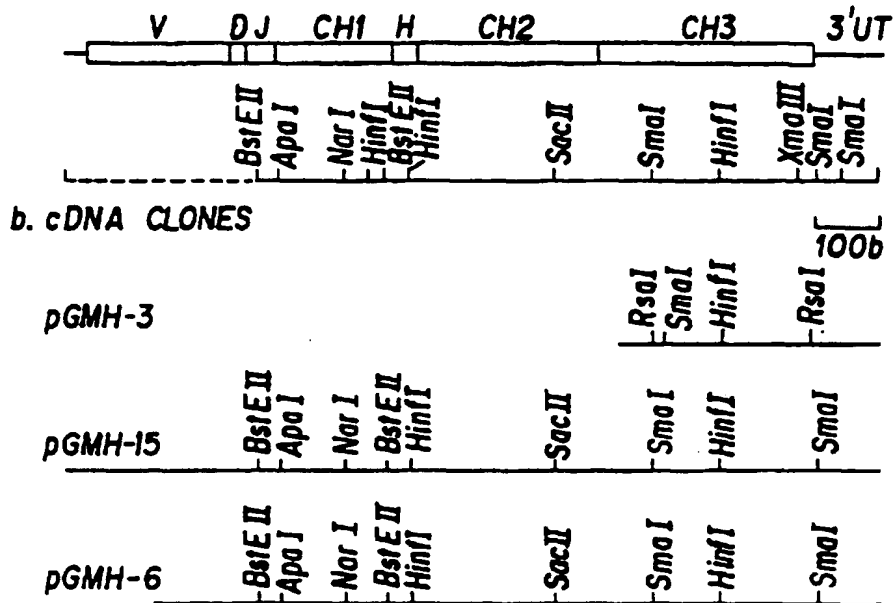 V D J CH1 H CH2 CH3 3'UT
BstEII ApaI NarI HinfI BstEII HinfI SacII SmaI HinfI XmaIII SmaI SmaI
b. cDNA CLONES
100b
pGMH-3
RsaI SmaI HinfI RsaI
pGMH-15
BstEII ApaI NarI BstEII HinfI SacII SmaI HinfI SmaI
pGMH-6
BstEII ApaI NarI BstEII HinfI SacII SmaI HinfI SmaI